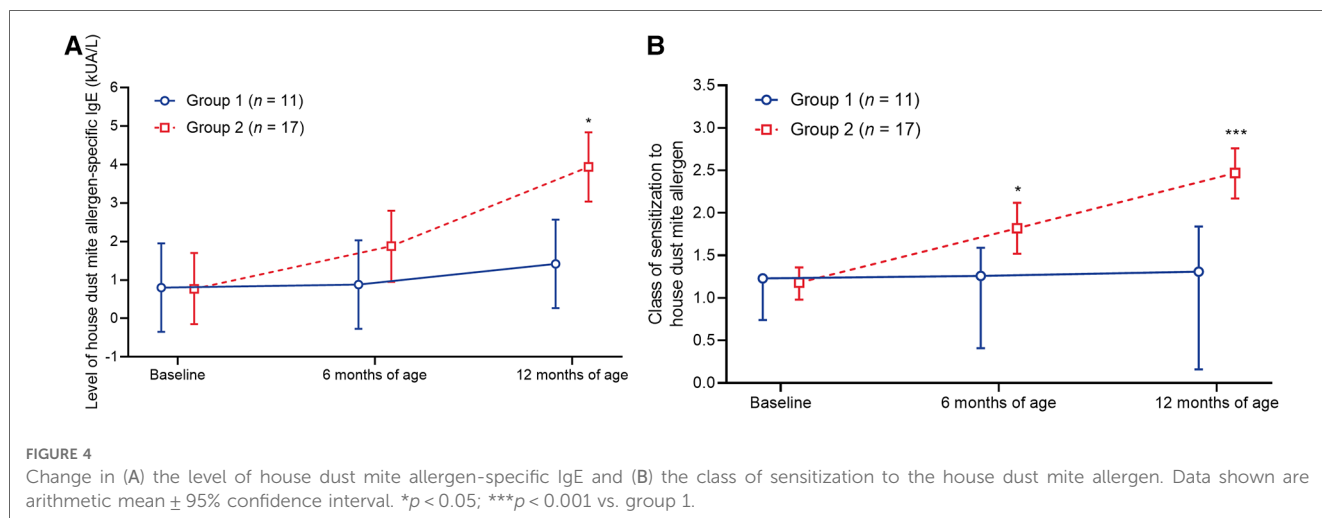 A
Level of house dust mite allergen-specific IgE (kUA/L)
6
5
4
3
2
1
0
-1
Group 1 (n = 11)
Group 2 (n = 17)
*
Baseline
6 months of age
12 months of age
B
Class of sensitization to
house dust mite allergen
3.5
3.0
2.5
2.0
1.5
1.0
0.5
0.0
Group 1 (n = 11)
Group 2 (n = 17)
*
***
Baseline
6 months of age
12 months of age
FIGURE 4
Change in (A) the level of house dust mite allergen-specific IgE and (B) the class of sensitization to the house dust mite allergen. Data shown are
arithmetic mean ± 95% confidence interval. *p < 0.05; ***p < 0.001 vs. group 1.